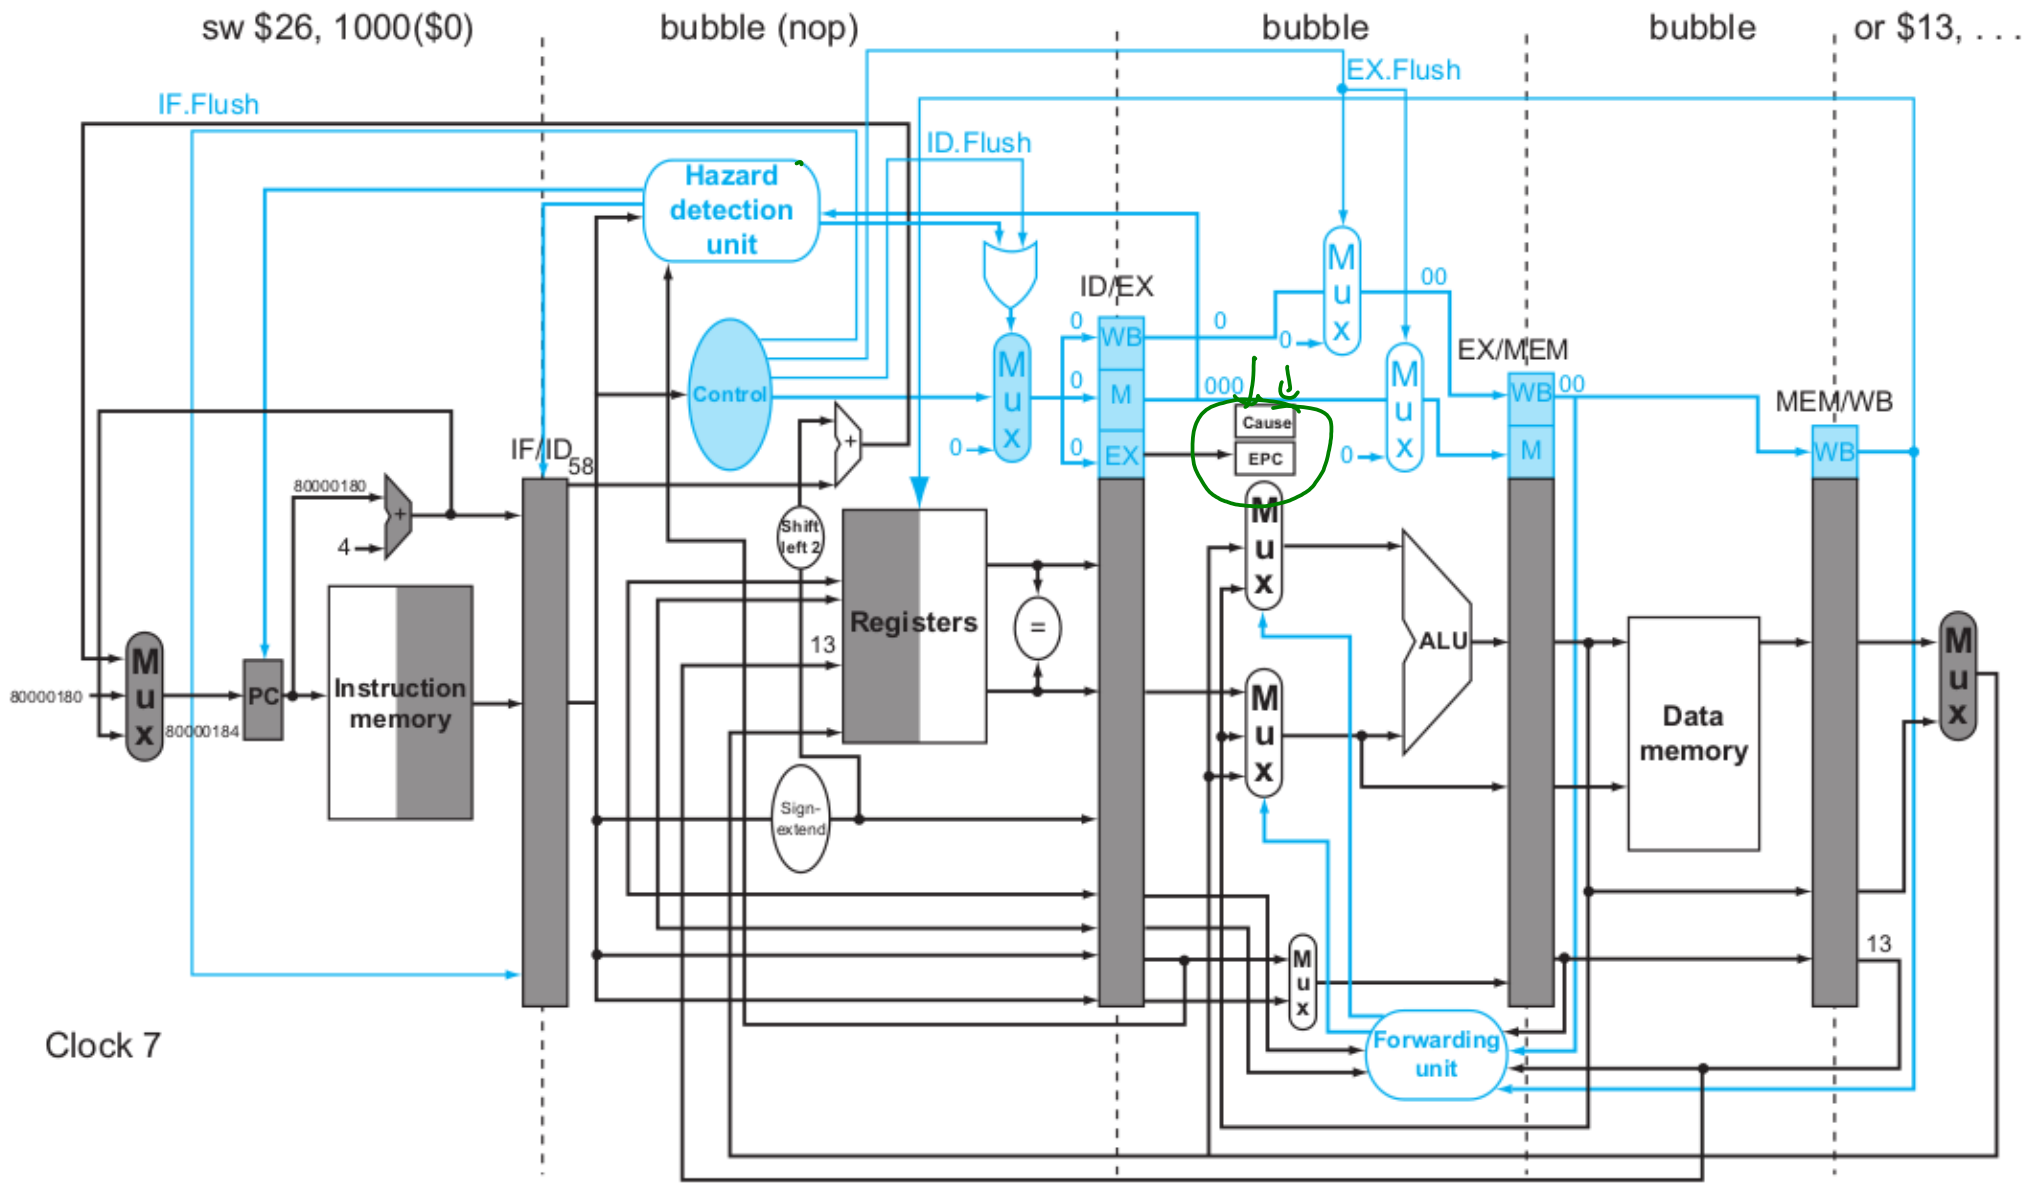 sw $26, 1000($0)
bubble (nop)
bubble
bubble
or $13, . . .
EX.Flush
IF.Flush
ID.Flush
Hazard
detection
unit
M
u
x
00
ID/EX
0
WB
0
0
EX/MEM
M
u
x
Control
M
u
x
0
0
M
000
WB
00
MEM/WB
Cause
+
IF/ID
58
0
0
EX
EPC
0
M
WB
80000180
+
4
Shift
left 2
M
u
x
Registers
=
ALU
13
M
u
x
80000180
PC
80000184
Instruction
memory
M
u
x
Data
memory
M
u
x
Sign-
extend
13
M
u
x
Clock 7
Forwarding
unit